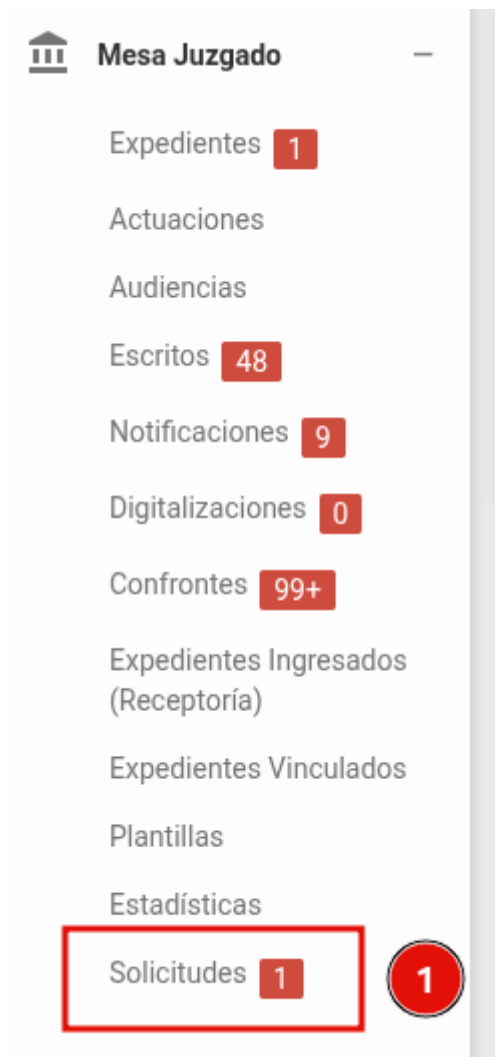 Mesa Juzgado –
Expedientes 1
Actuaciones
Audiencias
Escritos 48
Notificaciones 9
Digitalizaciones 0
Confrontes 99+
Expedientes Ingresados
(Receptoría)
Expedientes Vinculados
Plantillas
Estadísticas
Solicitudes 1 1